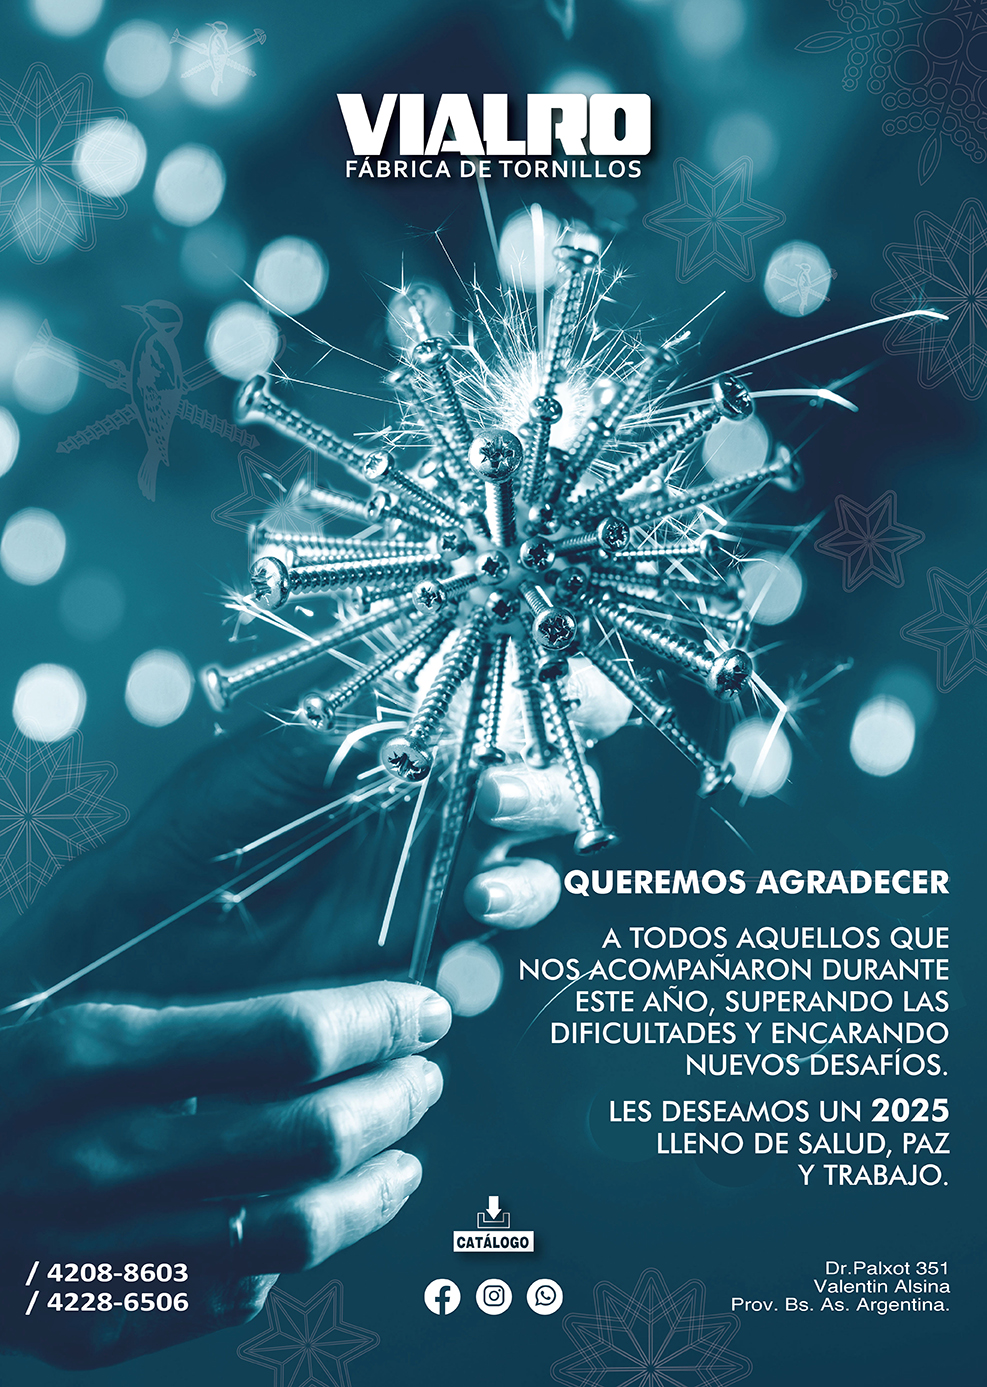 VIALRO
FÁBRICA DE TORNILLOS
QUEREMOS AGRADECER
A TODOS AQUELLOS QUE
NOS ACOMPAÑARON DURANTE
ESTE AÑO, SUPERANDO LAS
DIFICULTADES Y ENCARANDO
NUEVOS DESAFÍOS.
LES DESEAMOS UN 2025
LLENO DE SALUD, PAZ
Y TRABAJO.
CATÁLOGO
/ 4208-8603
/ 4228-6506
Dr.Palxot 351
Valentin Alsina
Prov. Bs. As. Argentina.